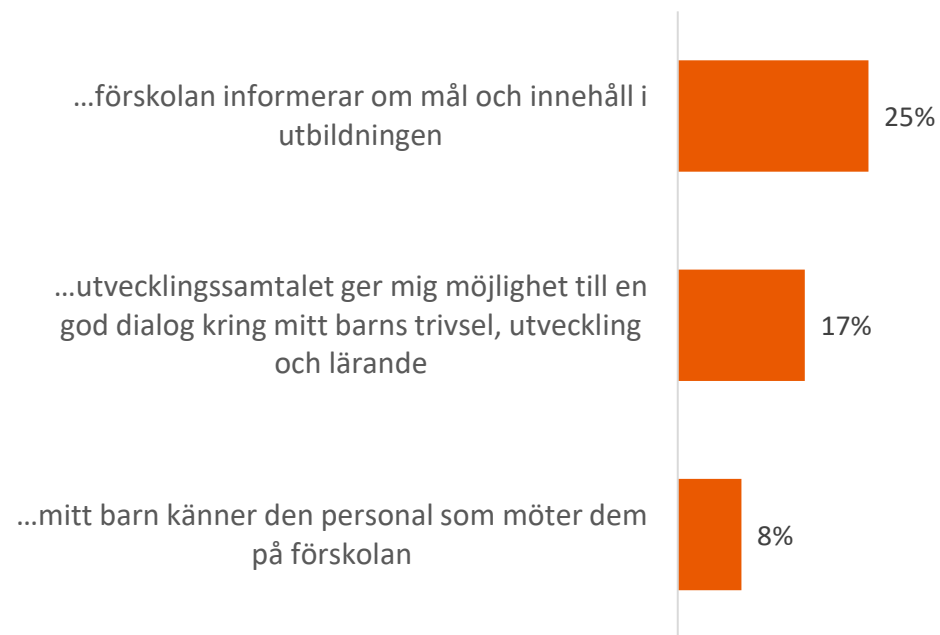 ...förskolan informerar om mål och innehåll i
utbildningen
25%
...utvecklingssamtalet ger mig möjlighet till en
god dialog kring mitt barns trivsel, utveckling
och lärande
17%
...mitt barn känner den personal som möter dem
på förskolan
8%